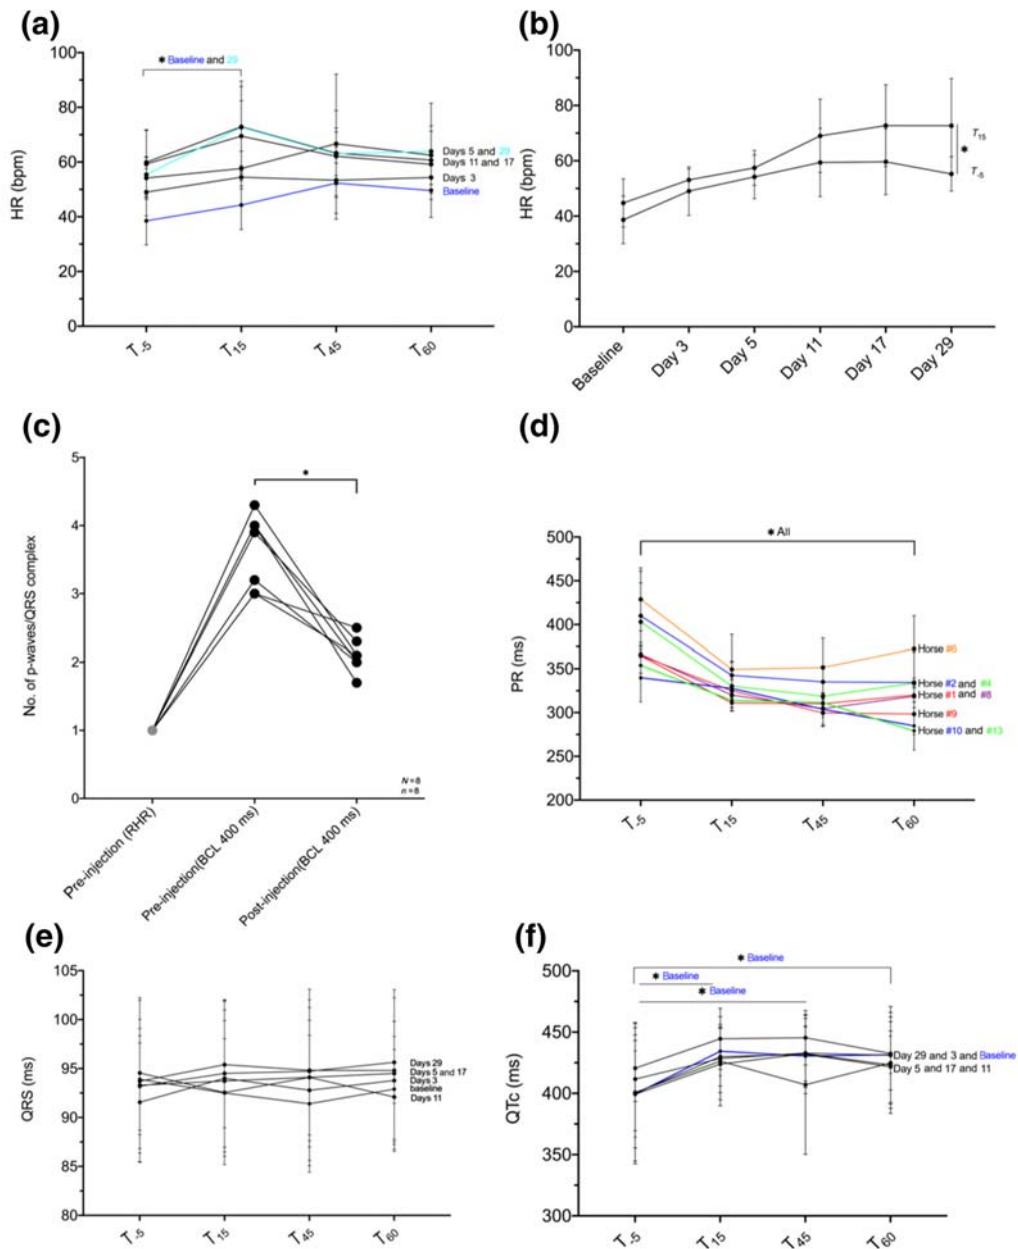 (a)
HR (bpm)
100
80
60
40
20
0
* Baseline and 29
Days 5 and 29
Days 11 and 17
Days 3
Baseline
T-5
T15
T45
T60
(b)
HR (bpm)
100
80
60
40
20
0
T15
*
T-5
Baseline
Day 3
Day 5
Day 11
Day 17
Day 29
(c)
No. of p-waves/QRS complex
5
4
3
2
1
0
*
N=8
n=8
Pre-injection (RHR)
Pre-injection(BCL 400 ms)
Post-injection(BCL 400 ms)
(d)
PR (ms)
500
450
400
350
300
250
200
* All
Horse #6
Horse #2 and #4
Horse #1 and #8
Horse #9
Horse #10 and #13
T-5
T15
T45
T60
(e)
QRS (ms)
105
100
95
90
85
80
Days 29
Days 5 and 17
Days 3
baseline
Days 11
T-5
T15
T45
T60
(f)
QTc (ms)
500
450
400
350
300
* Baseline
* Baseline
* Baseline
Day 29 and 3 and Baseline
Day 5 and 17 and 11
T-5
T15
T45
T60